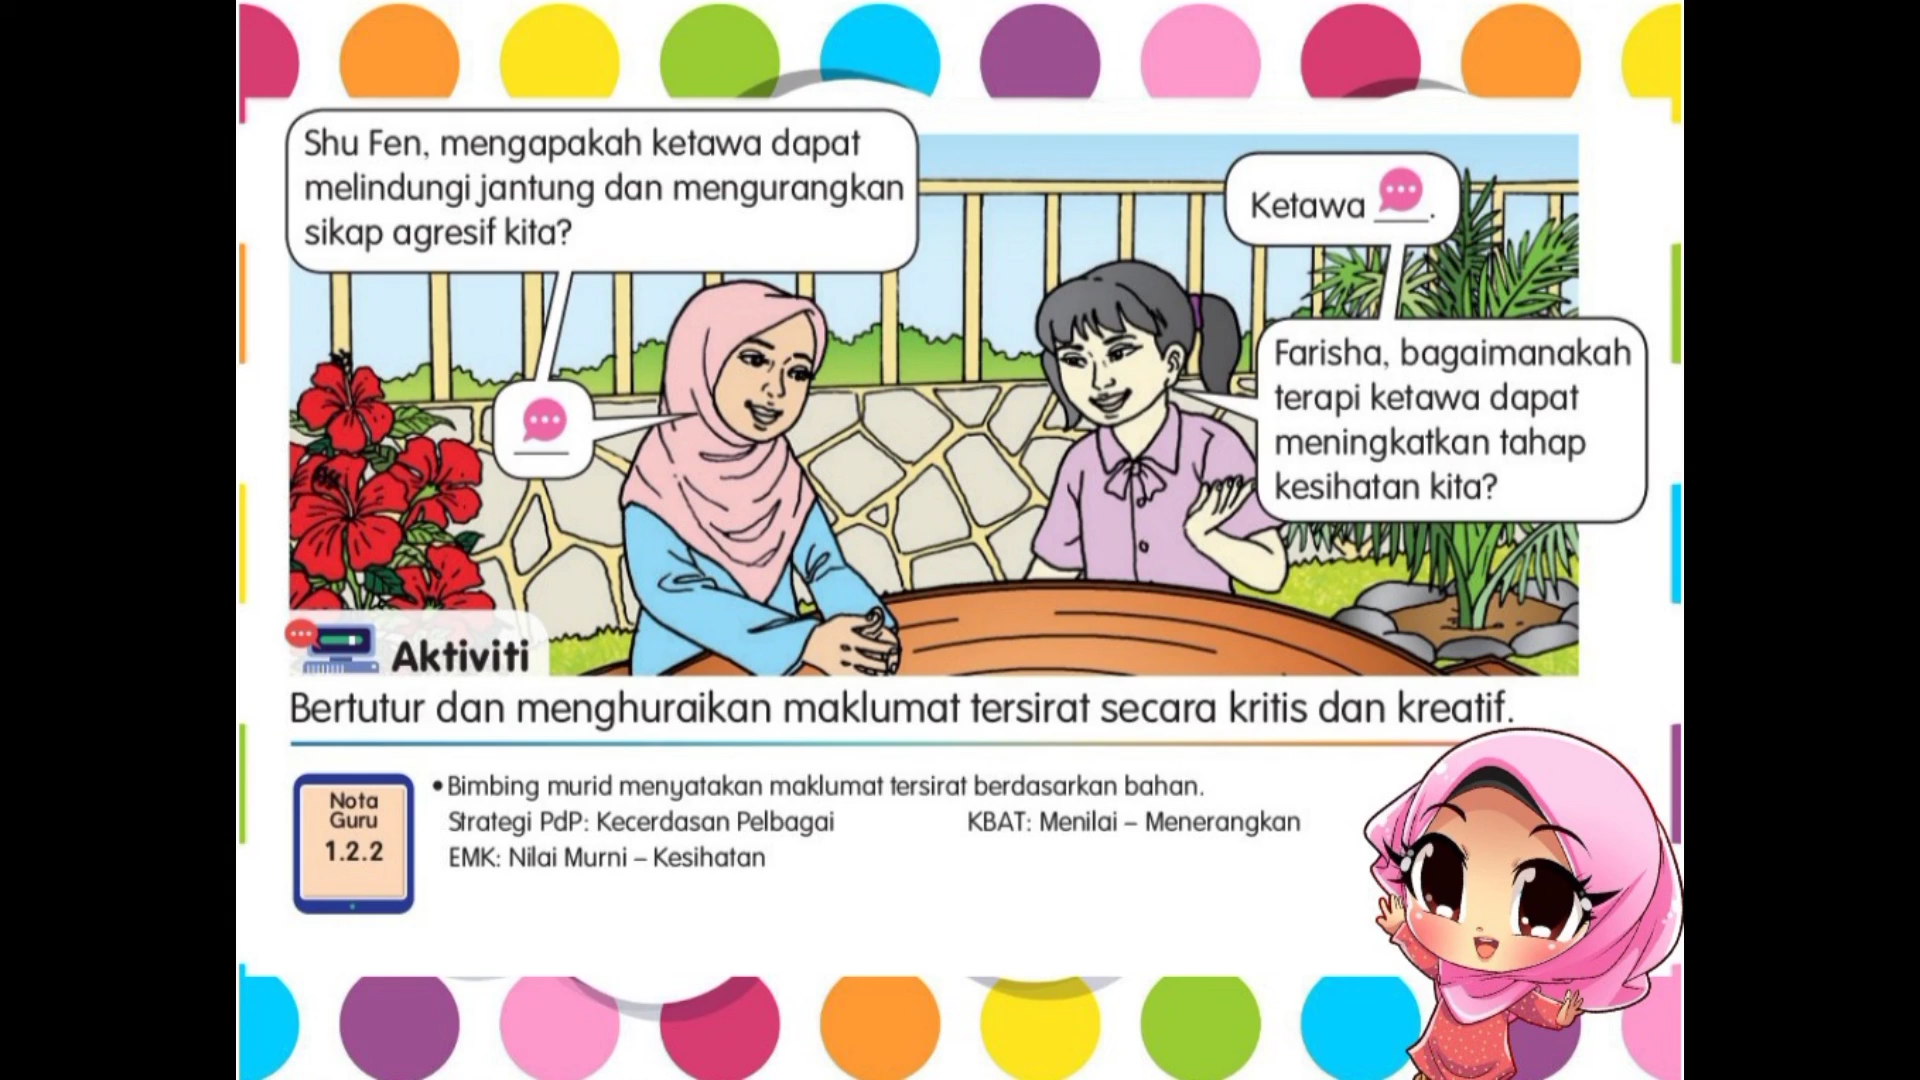 Shu Fen, mengapakah ketawa dapat
melindungi jantung dan mengurangkan
sikap agresif kita?
Ketawa ____.
Farisha, bagaimanakah
terapi ketawa dapat
meningkatkan tahap
kesihatan kita?
____
Aktiviti
Bertutur dan menghuraikan maklumat tersirat secara kritis dan kreatif.
Nota
Guru
1.2.2
• Bimbing murid menyatakan maklumat tersirat berdasarkan bahan.
Strategi PdP: Kecerdasan Pelbagai KBAT: Menilai – Menerangkan
EMK: Nilai Murni – Kesihatan